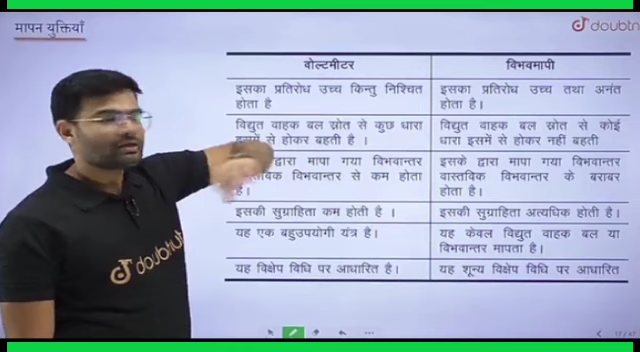 मापन युक्तियाँ
doubtn
वोल्टमीटर
विभवमापी
इसका प्रतिरोध उच्च किन्तु निश्चित
होता है
इसका प्रतिरोध उच्च तथा अनंत
होता है।
विद्युत वाहक बल स्रोत से कुछ धारा
इसमें से होकर बहती है ।
विद्युत वाहक बल स्रोत से कोई
धारा इसमें से होकर नहीं बहती
द्वारा मापा गया विभवान्तर
वास्तविक विभवान्तर से कम होता
है।
इसके द्वारा मापा गया विभवान्तर
वास्तविक विभवान्तर के बराबर
होता है।
इसकी सुग्राहिता कम होती है ।
इसकी सुग्राहिता अत्यधिक होती है।
यह एक बहुउपयोगी यंत्र है।
यह केवल विद्युत वाहक बल या
विभवान्तर मापता है।
यह विक्षेप विधि पर आधारित है।
यह शून्य विक्षेप विधि पर आधारित
doubtnut